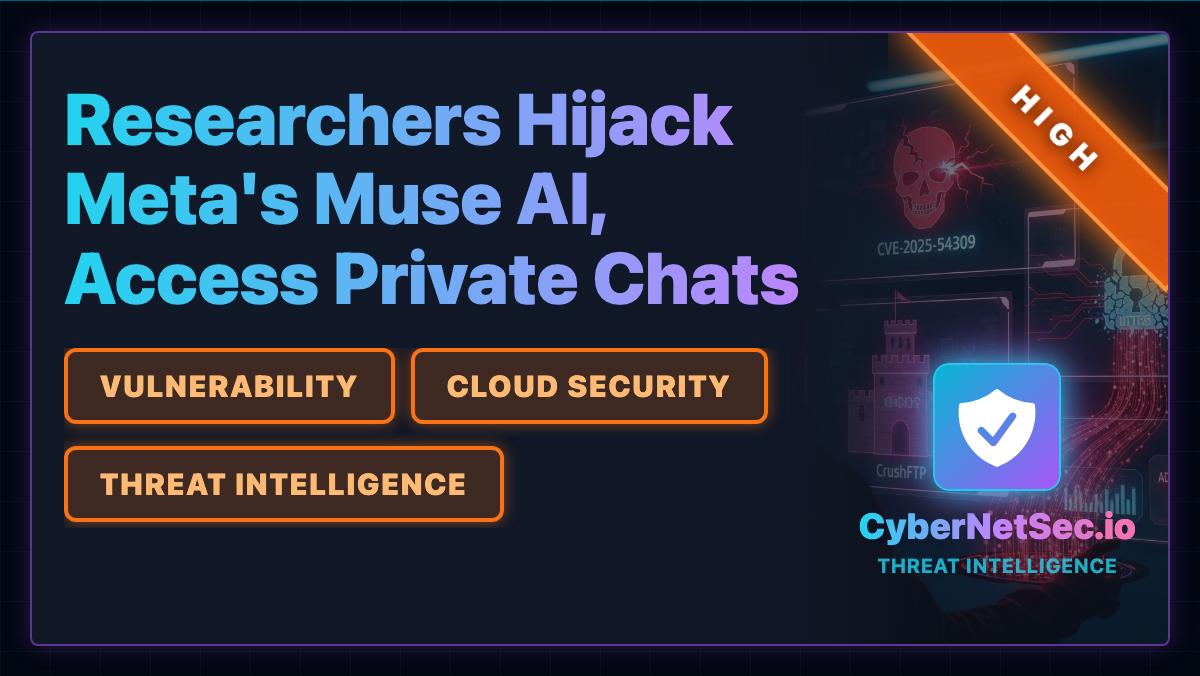 Researchers Hijack
Meta's Muse AI,
Access Private Chats
HIGH
VULNERABILITY
CLOUD SECURITY
THREAT INTELLIGENCE
CVE-2025-54309
HTTPS
CrushFTP
CyberNetSec.io
THREAT INTELLIGENCE